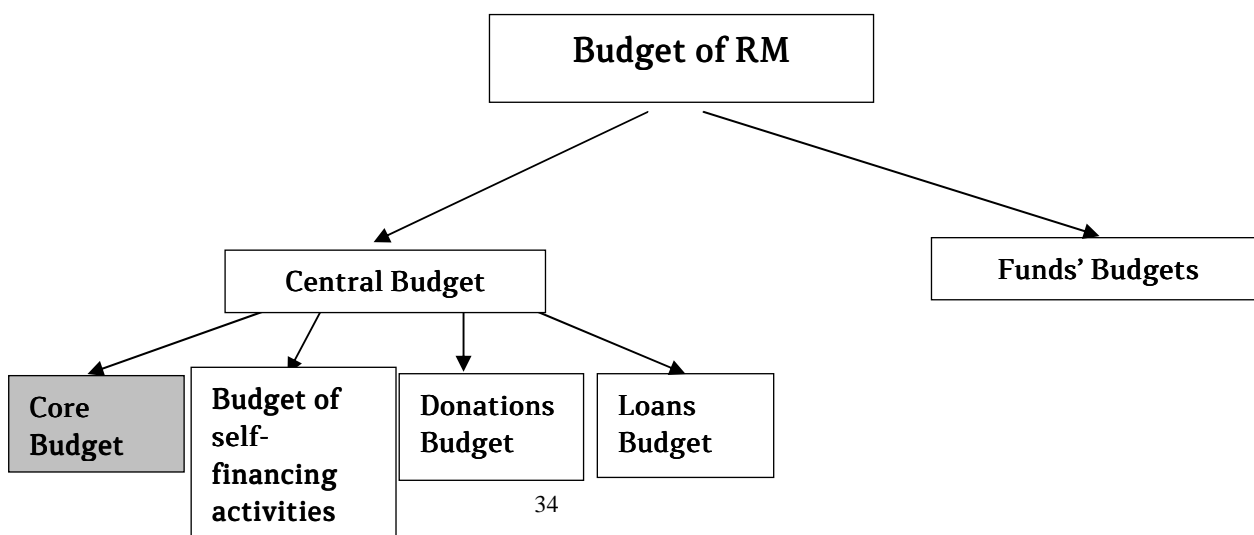 Budget of RM
Central Budget
Funds’ Budgets
Core
Budget
Budget of
self-
financing
activities
Donations
Budget
Loans
Budget
34